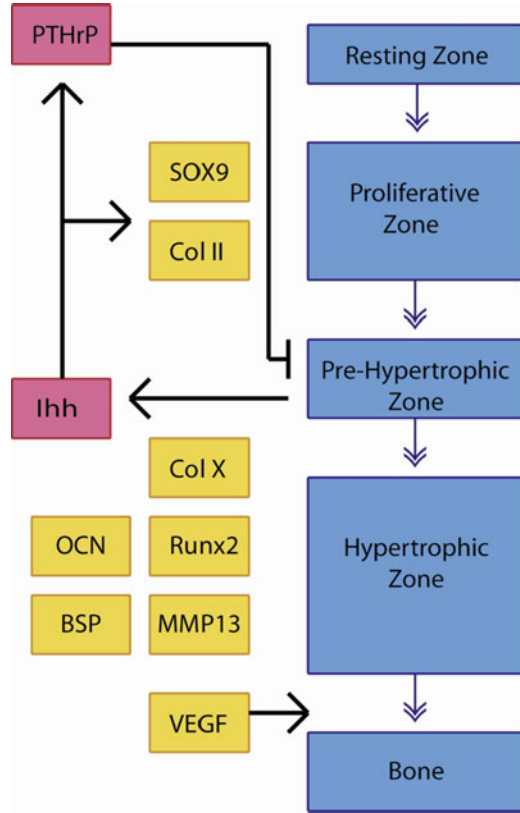 PTHrP
Resting Zone
SOX9
Proliferative
Zone
Col II
Pre-Hypertrophic
Zone
Ihh
Col X
OCN
Runx2
Hypertrophic
Zone
BSP
MMP13
VEGF
Bone